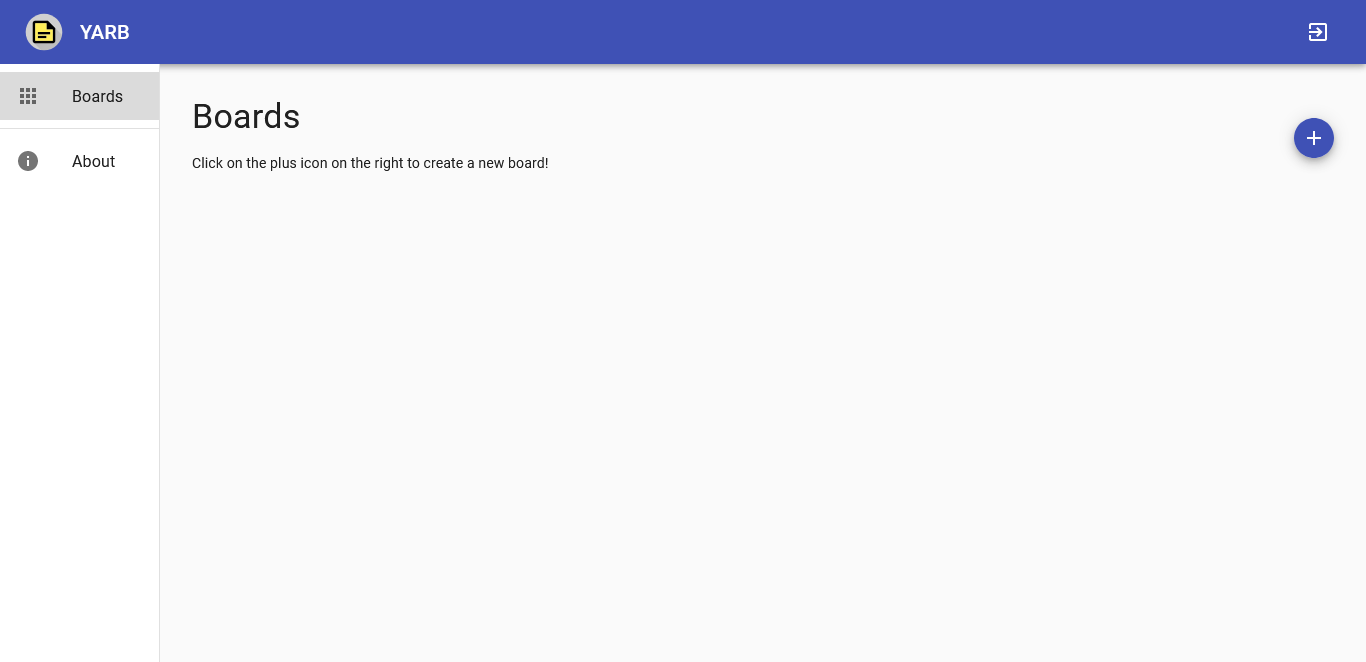 YARB
Boards
About
Boards
Click on the plus icon on the right to create a new board!